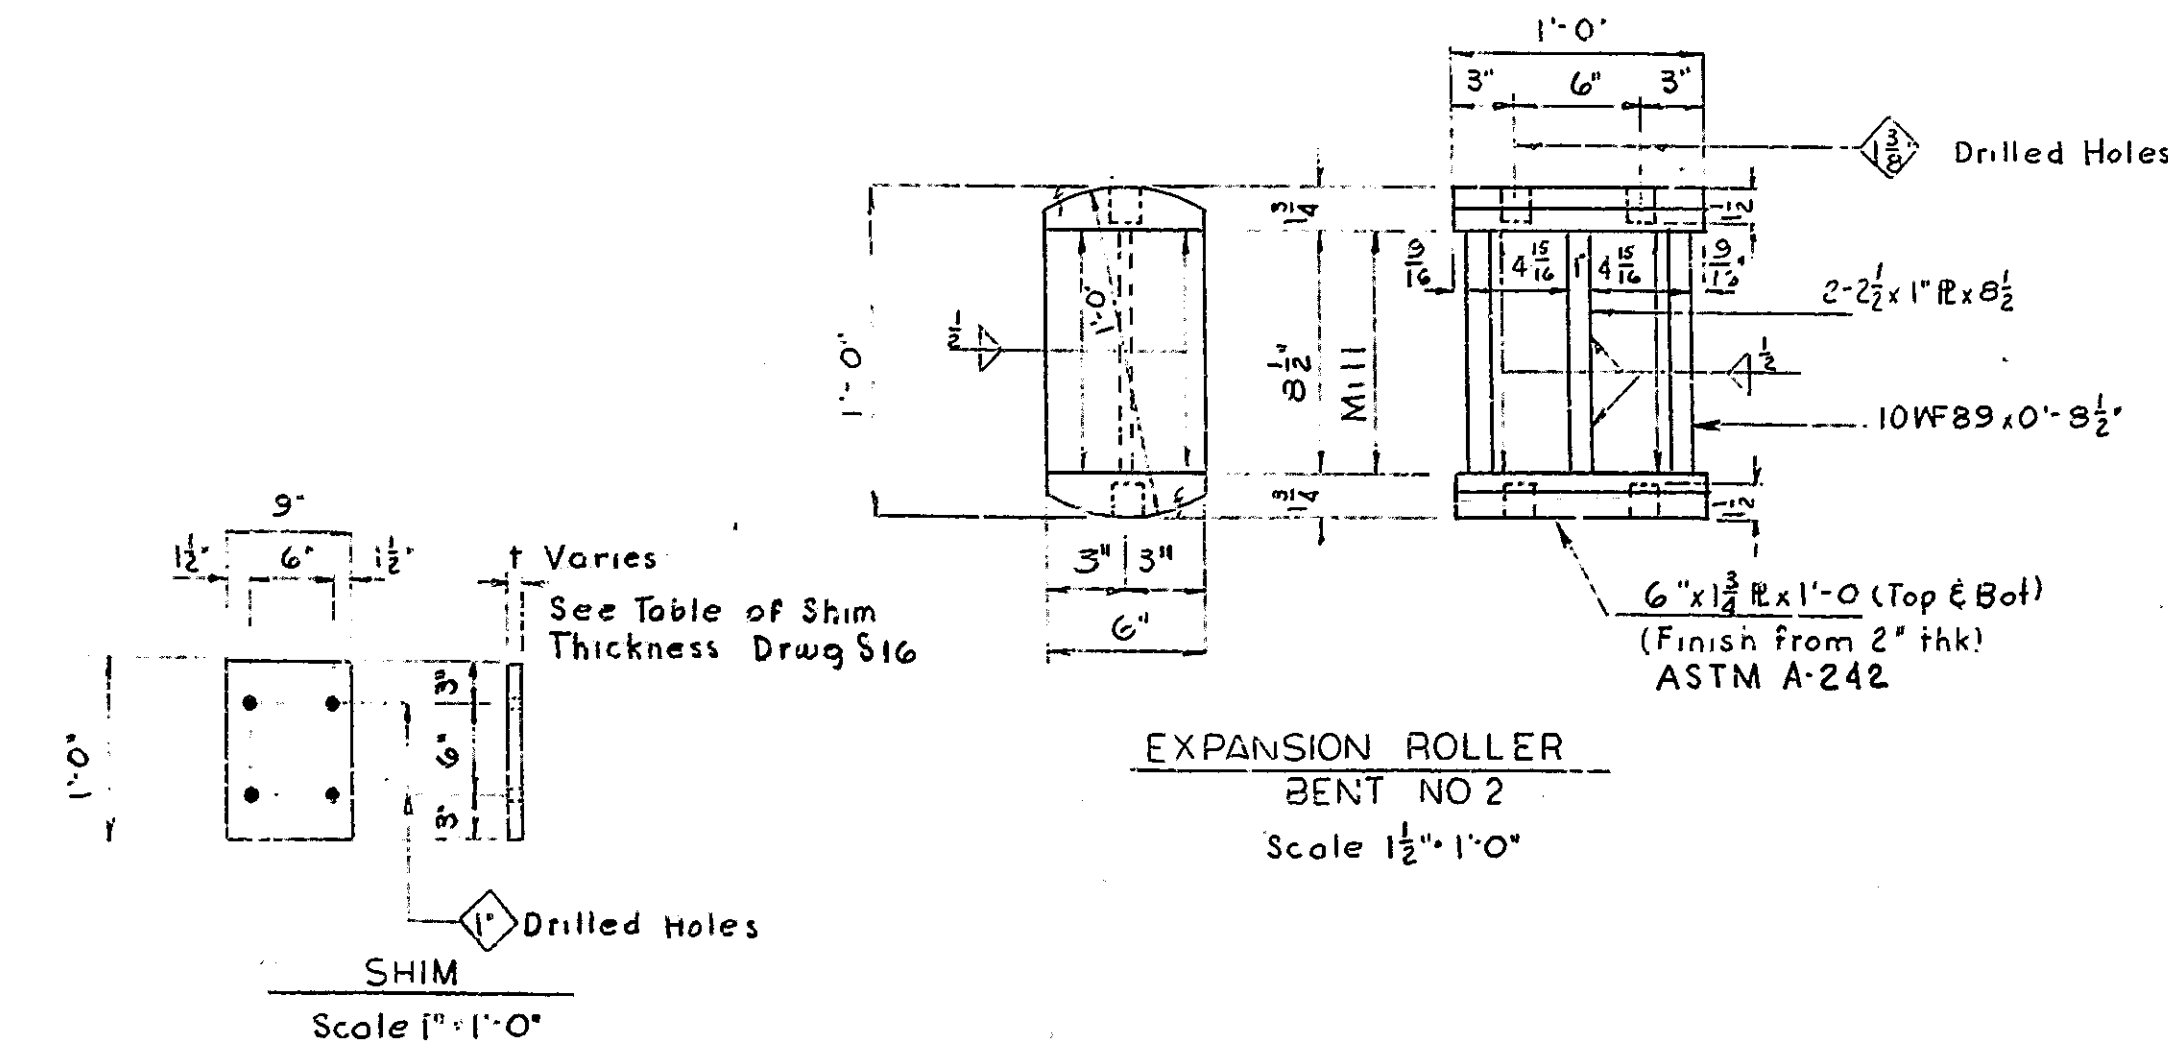 1'-0"
3" 6" 3"
1 3/8 Drilled Holes
1 3/4
1 1/2
9/16 4 15/16 1" 4 15/16 9/16"
2-2 1/2 x 1" PL x 8 1/2
1'-0"
1'-0"
1/2
8 1/2"
Mill
1/2
10WF89 x 0'-8 1/2"
1 3/4
1 1/2
3" 3"
6"
6" x 1 3/4 PL x 1'-0 (Top & Bot)
(Finish from 2" thk)
ASTM A-242
EXPANSION ROLLER
BENT NO 2
Scale 1 1/2" = 1'-0"
9"
1 1/2" 6" 1 1/2"
t Varies
See Table of Shim
Thickness Drwg S16
1'-0"
3"
6"
3"
1" Drilled Holes
SHIM
Scale 1" = 1'-0"